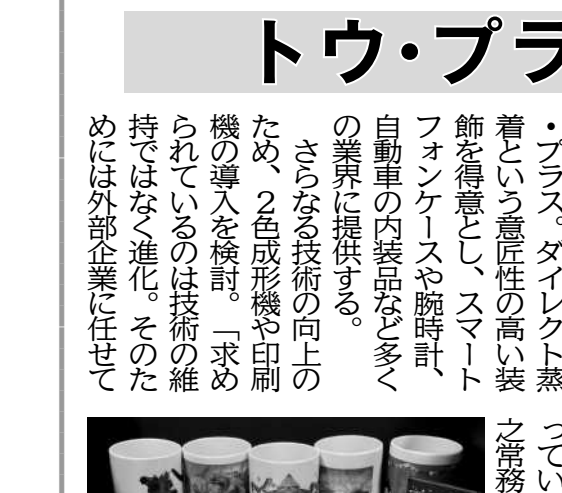 トウ・プラ
・プラス。ダイレクト蒸
着という意匠性の高い装
飾を得意とし、スマート
フォンケースや腕時計、
自動車の内装品など多く
の業界に提供する。
さらなる技術の向上の
ため、２色成形機や印刷
機の導入を検討。「求め
られているのは技術の維
持ではなく進化。そのた
めには外部企業に任せて
ってい
之常務